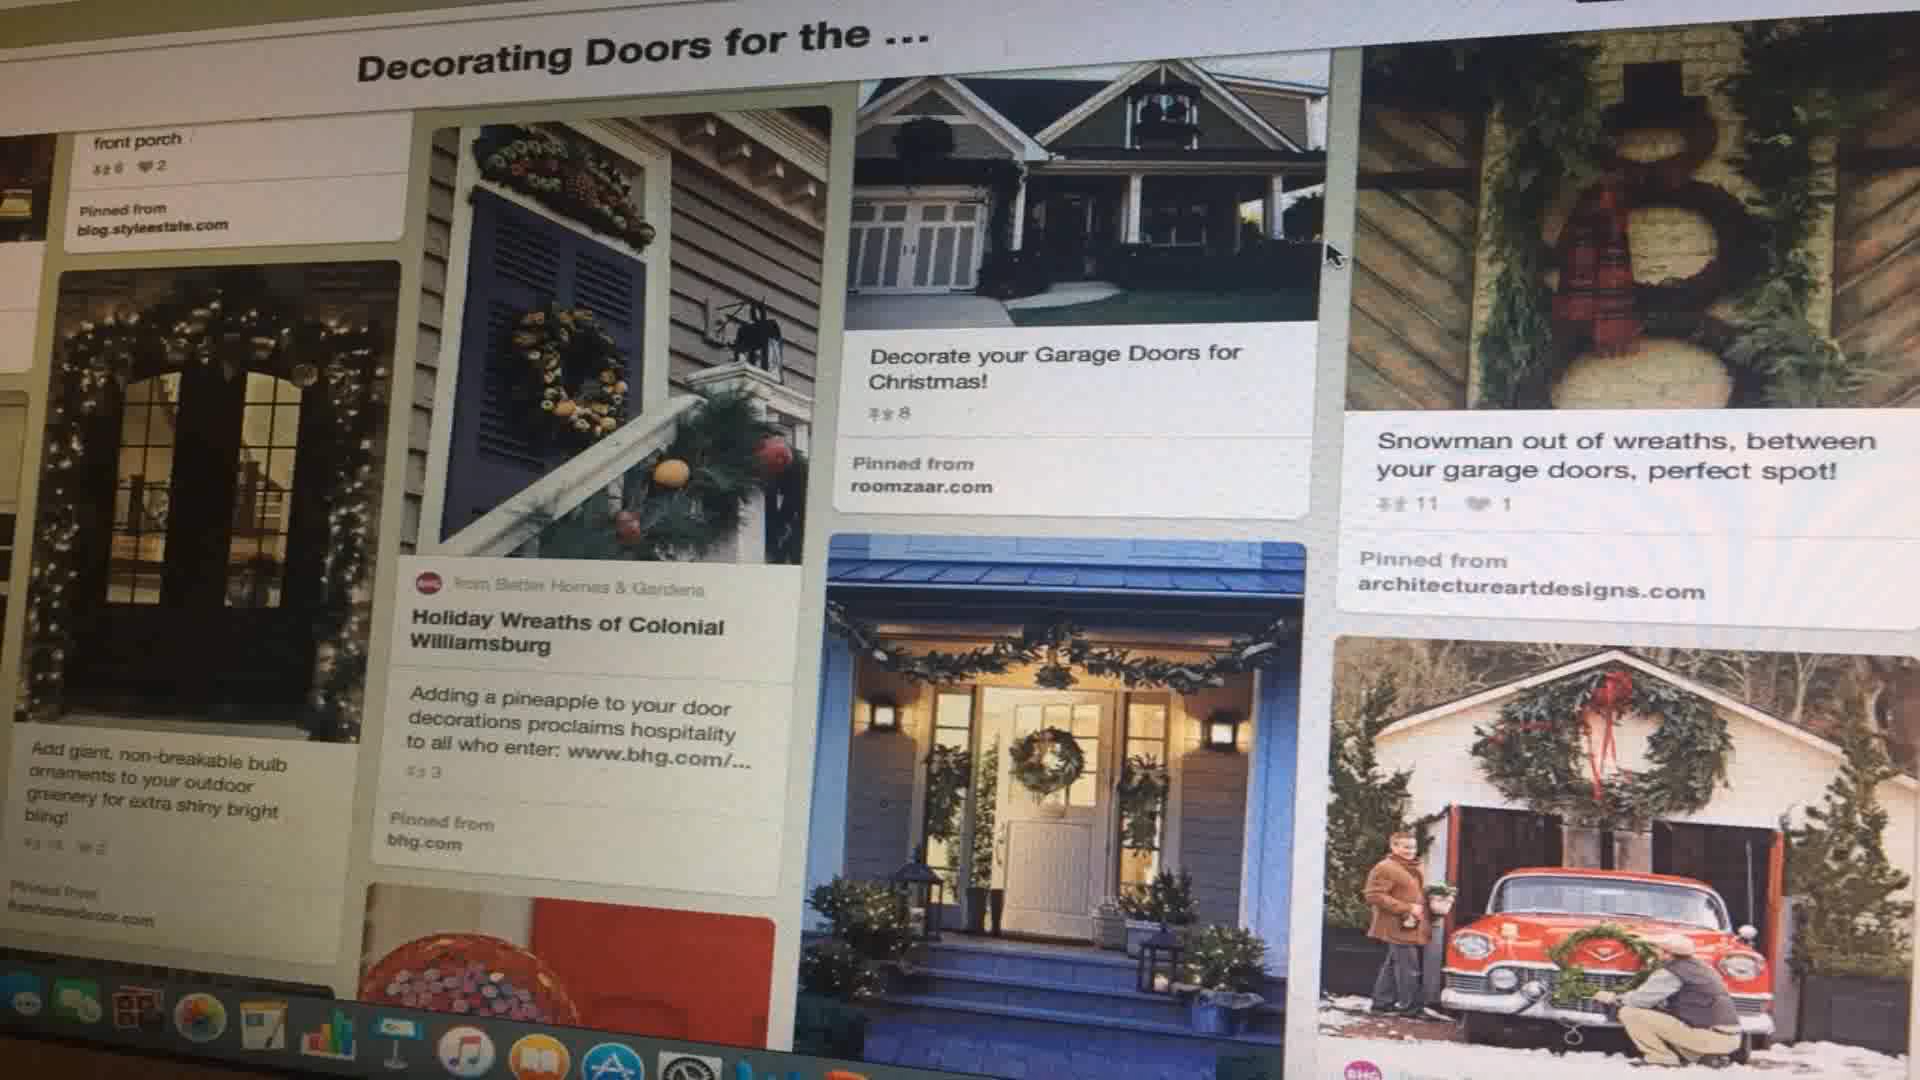 Decorating Doors for the ...
front porch
6 2
Pinned from
blog.styleestate.com
Add giant, non-breakable bulb
ornaments to your outdoor
greenery for extra shiny bright
bling!
Pinned from
BHG from Better Homes & Gardens
Holiday Wreaths of Colonial
Williamsburg
Adding a pineapple to your door
decorations proclaims hospitality
to all who enter: www.bhg.com/...
3
Pinned from
bhg.com
Decorate your Garage Doors for
Christmas!
8
Pinned from
roomzaar.com
Snowman out of wreaths, between
your garage doors, perfect spot!
11 1
Pinned from
architectureartdesigns.com
BHG